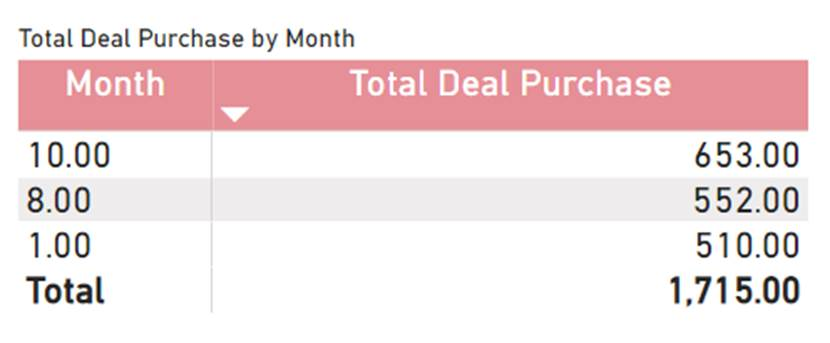 Total Deal Purchase by Month
Month Total Deal Purchase
10.00 653.00
8.00 552.00
1.00 510.00
Total 1,715.00